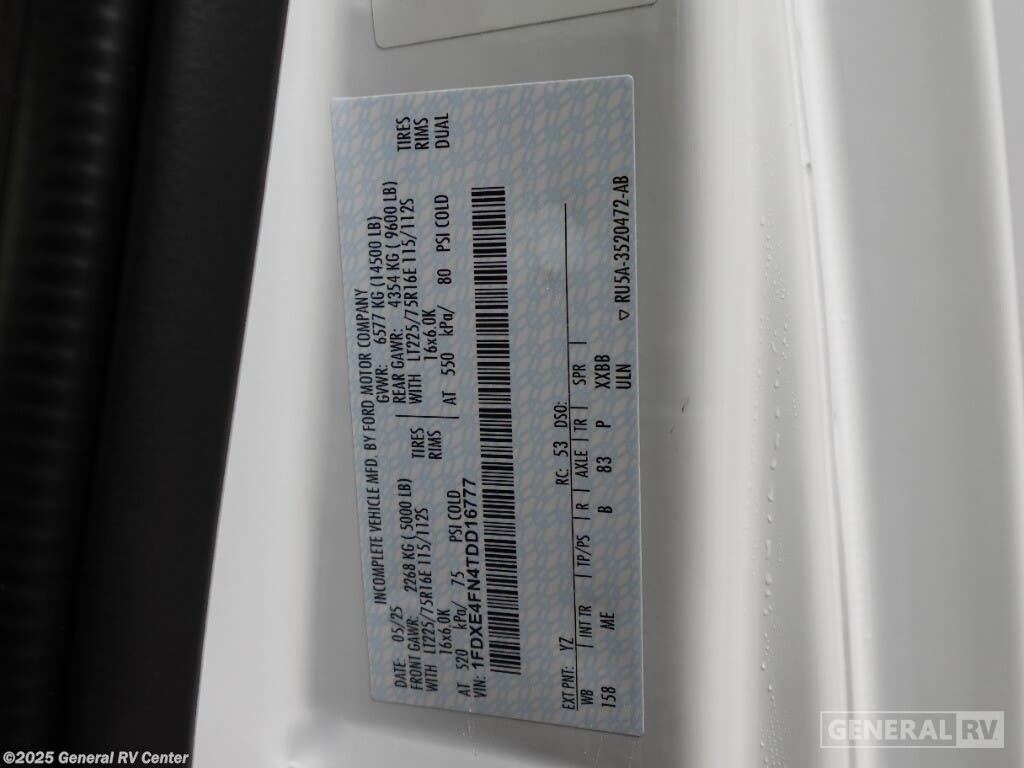 INCOMPLETE VEHICLE MFD. BY FORD MOTOR COMPANY
DATE: 05/25 GVWR: 6577 KG (14500 LB)
FRONT GAWR: 2268 KG ( 5000 LB) REAR GAWR: 4354 KG ( 9600 LB)
WITH LT225/75R16E 115/112S TIRES WITH LT225/75R16E 115/112S TIRES
16x6.0K RIMS 16x6.0K RIMS
AT 520 kPa/ 75 PSI COLD AT 550 kPa/ 80 PSI COLD DUAL
VIN: 1FDXE4FN4TDD16777
EXT PNT: YZ RC: 53 DSO:
WB | INT TR | TP/PS | R | AXLE | TR | SPR |
158 ME B 83 P XXBB
ULN
▽ RU5A-3520472-AB
GENERAL RV
©2025 General RV Center